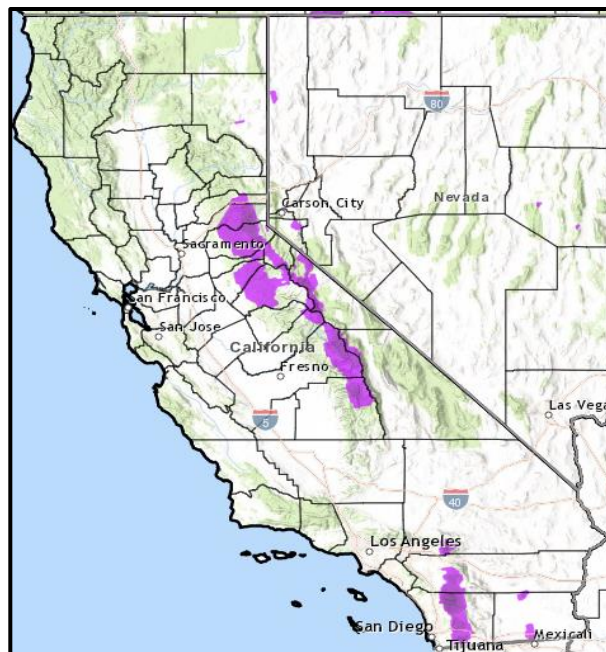 80
Carson City
Nevada
Sacramento
San Francisco
San Jose
California
Fresno
Las Vega
5
40
Los Angeles
San Diego
Mexicali
Tijuana